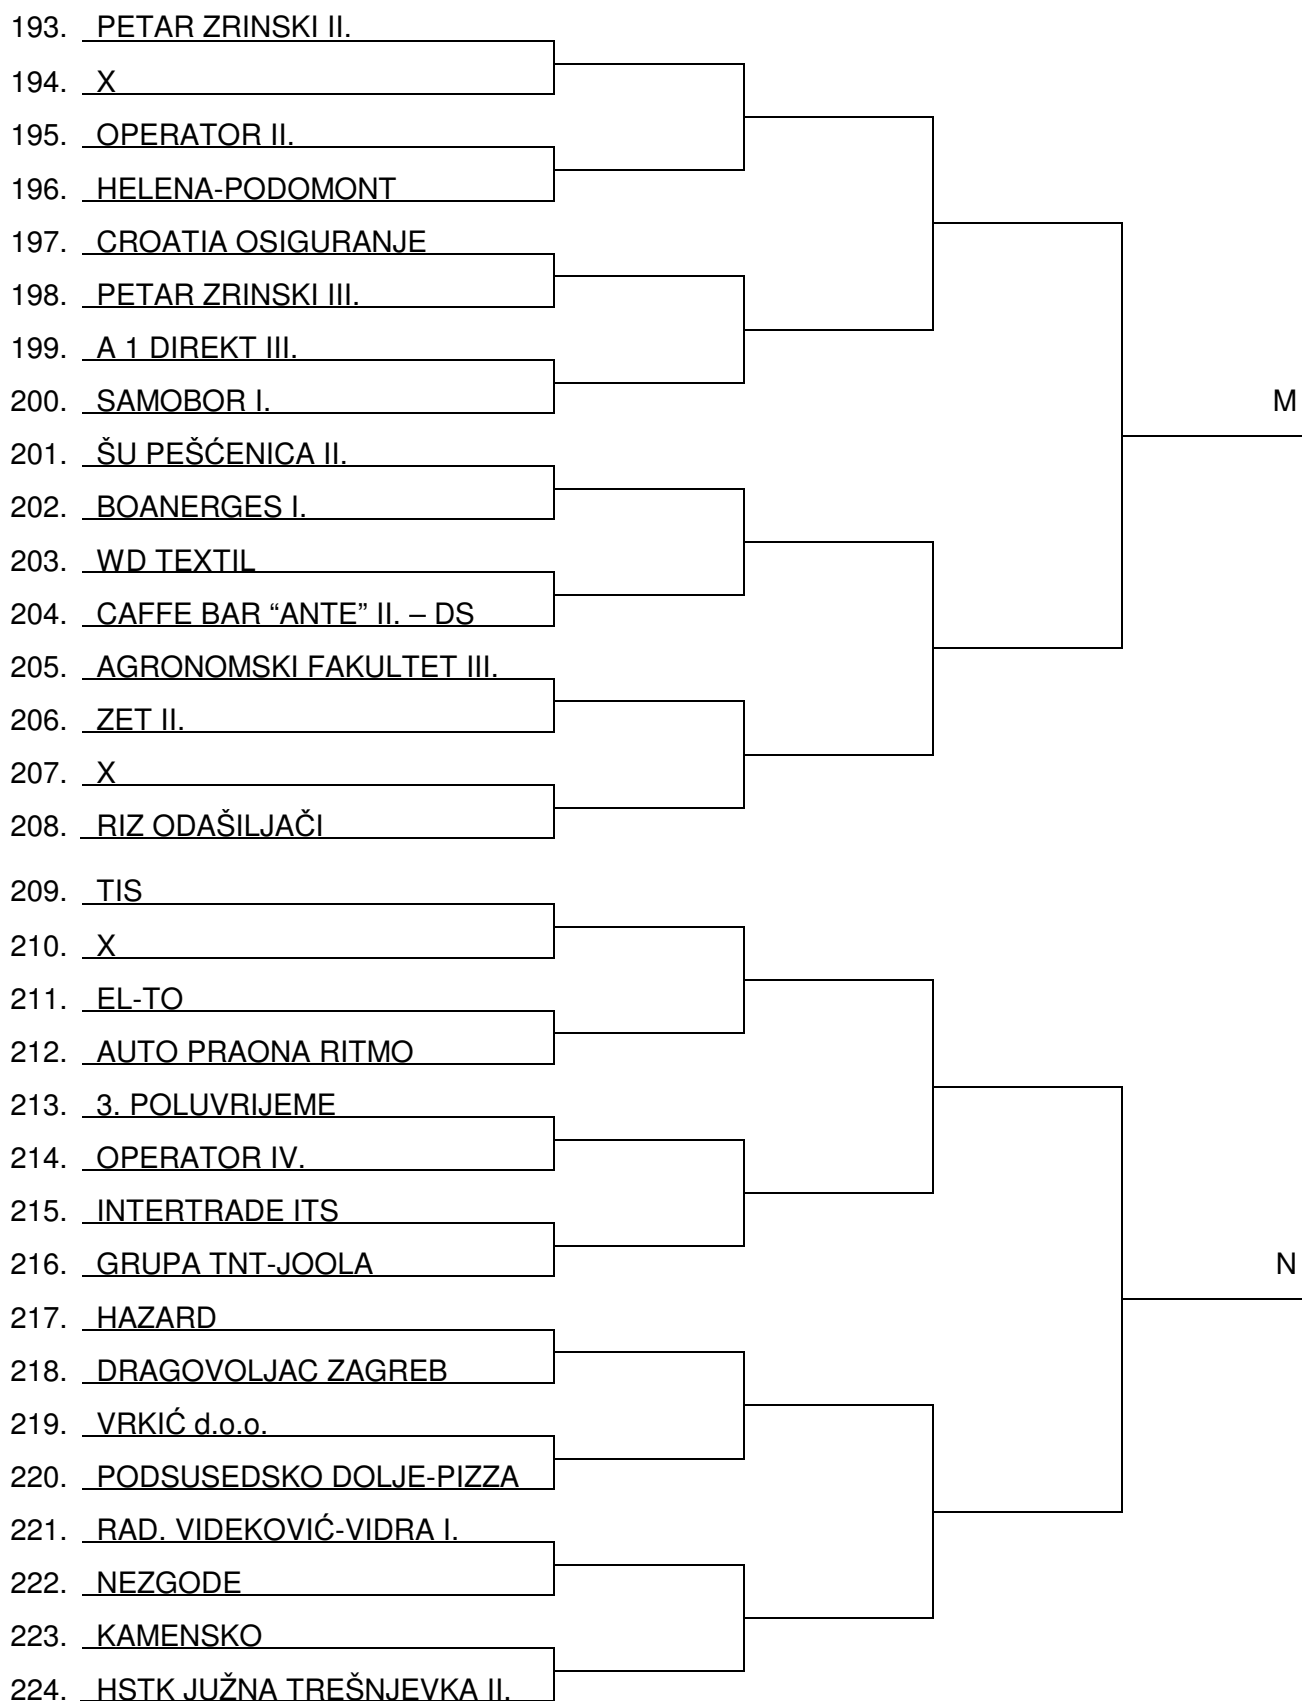 193. PETAR ZRINSKI II.
194. X
195. OPERATOR II.
196. HELENA-PODOMONT
197. CROATIA OSIGURANJE
198. PETAR ZRINSKI III.
199. A 1 DIREKT III.
200. SAMOBOR I.
M
201. ŠU PEŠĆENICA II.
202. BOANERGES I.
203. WD TEXTIL
204. CAFFE BAR “ANTE” II. – DS
205. AGRONOMSKI FAKULTET III.
206. ZET II.
207. X
208. RIZ ODAŠILJAČI
209. TIS
210. X
211. EL-TO
212. AUTO PRAONA RITMO
213. 3. POLUVRIJEME
214. OPERATOR IV.
215. INTERTRADE ITS
216. GRUPA TNT-JOOLA
N
217. HAZARD
218. DRAGOVOLJAC ZAGREB
219. VRKIĆ d.o.o.
220. PODSUSEDSKO DOLJE-PIZZA
221. RAD. VIDEKOVIĆ-VIDRA I.
222. NEZGODE
223. KAMENSKO
224. HSTK JUŽNA TREŠNJEVKA II.